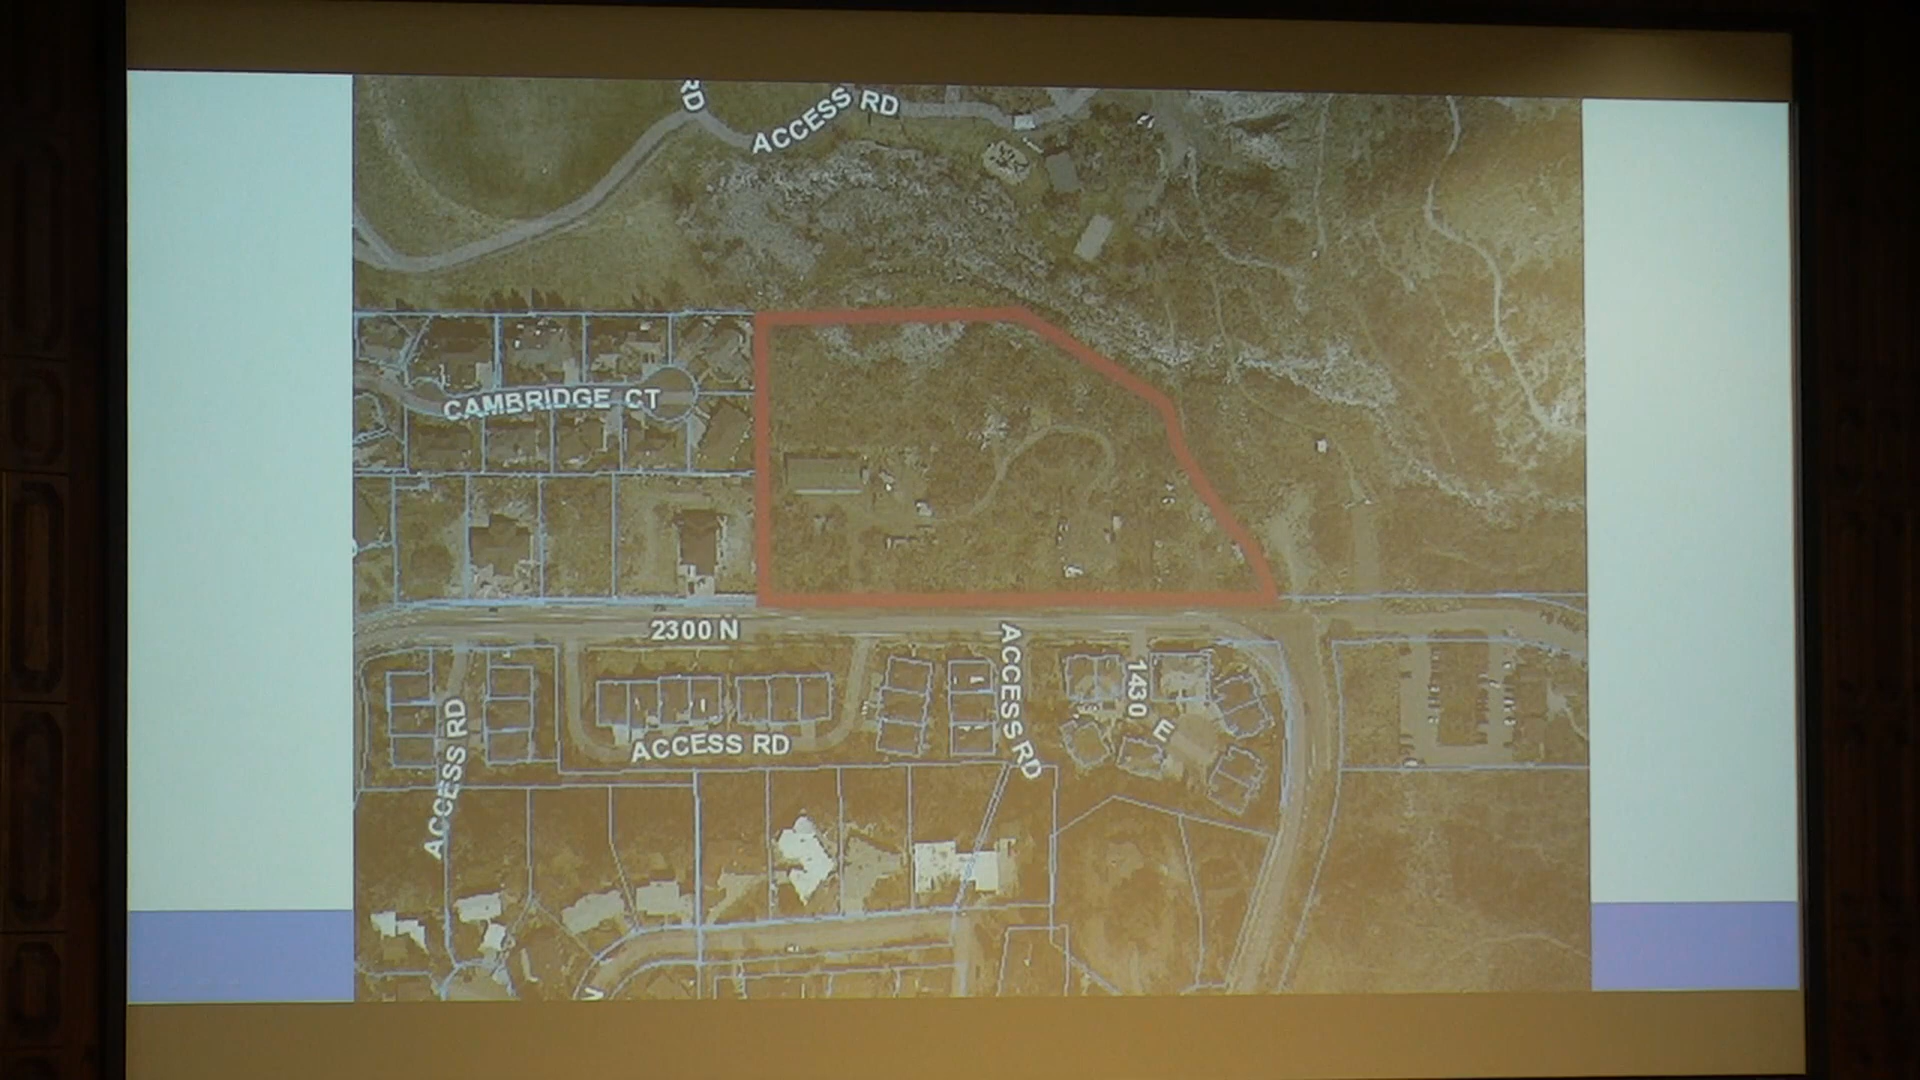 RD
ACCESS RD
CAMBRIDGE CT
2300 N
ACCESS RD
1430 E
ACCESS RD
ACCESS RD